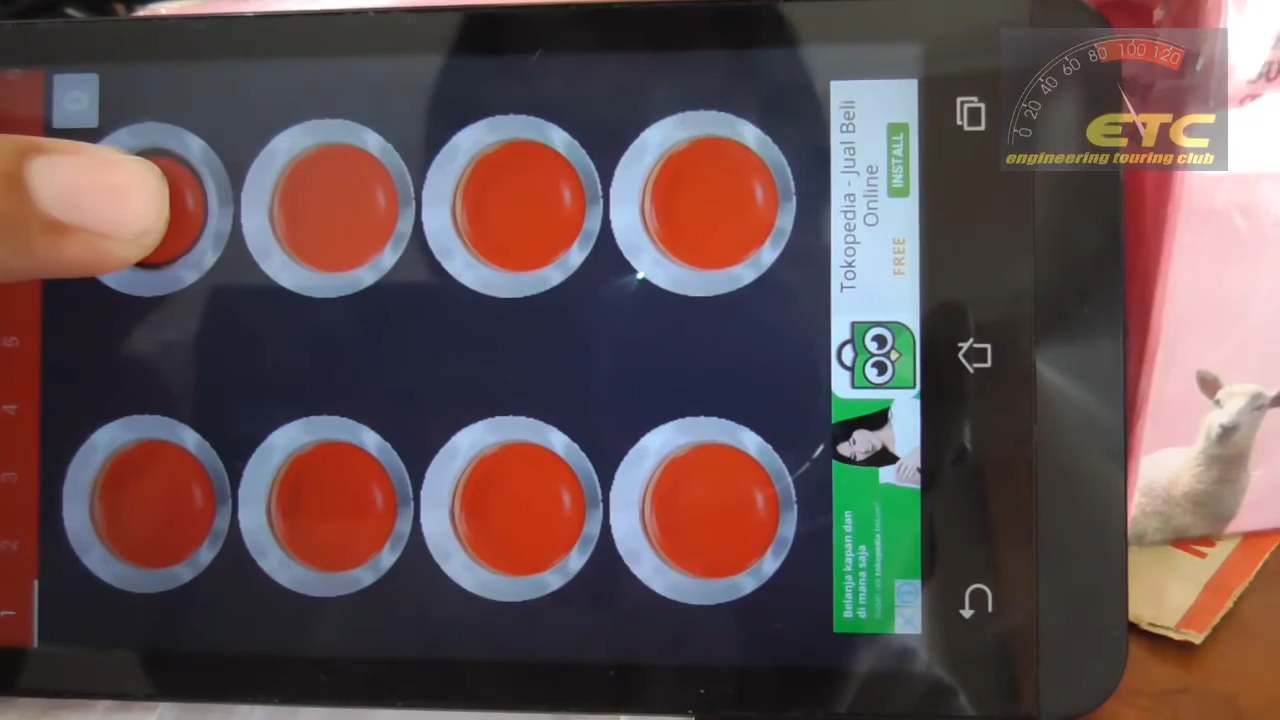 0 20 40 60 80 100 120
ETC
engineering touring club
1 2 3 4 5
Tokopedia - Jual Beli
Online
FREE
INSTALL
Belanja kapan dan
di mana saja